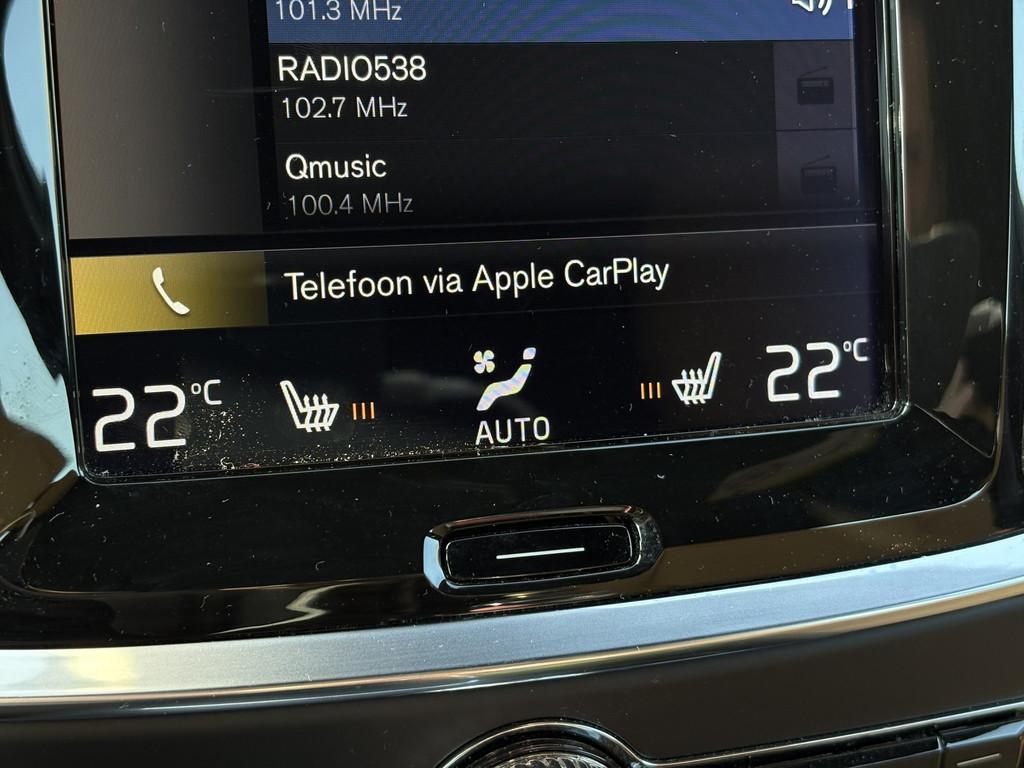 101.3 MHz
RADIO538
102.7 MHz
Qmusic
100.4 MHz
Telefoon via Apple CarPlay
22°C
22°C
AUTO